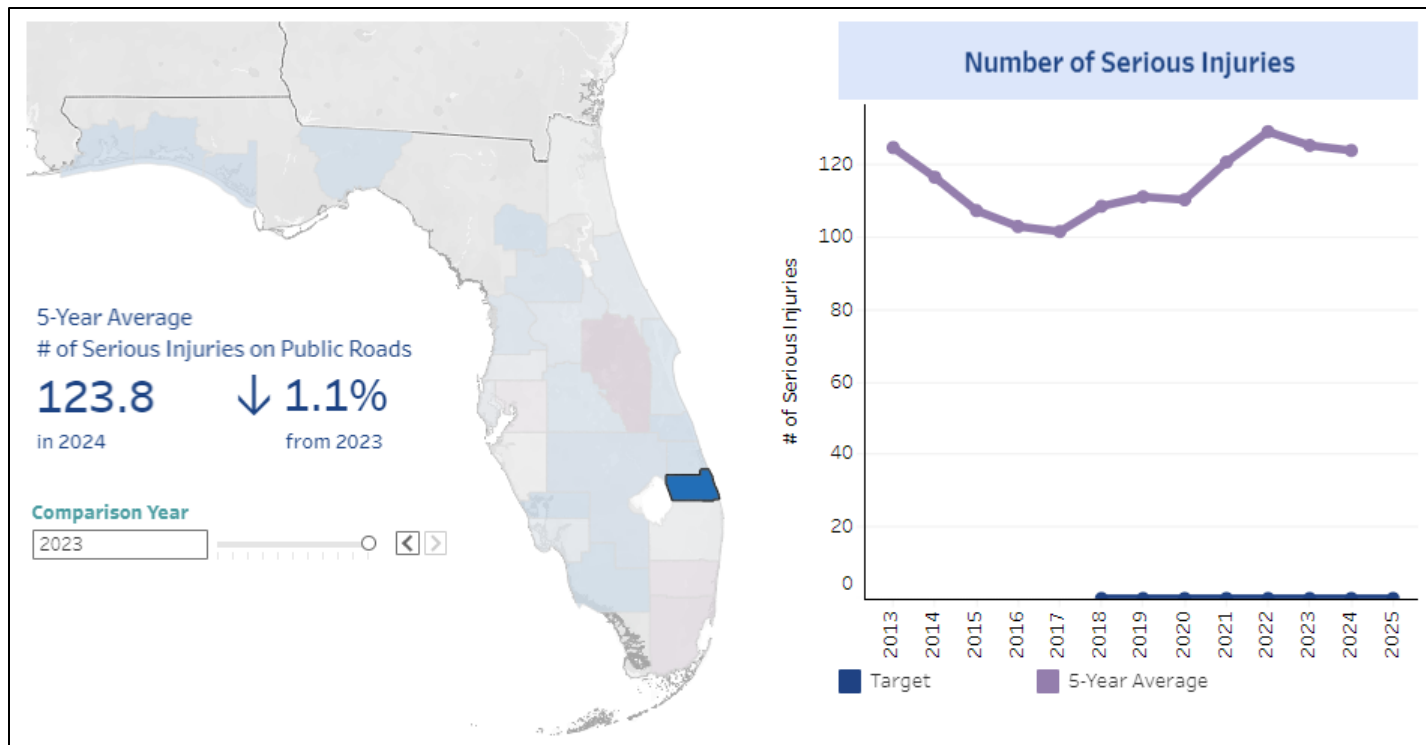 Number of Serious Injuries
5-Year Average
# of Serious Injuries on Public Roads
123.8
↓ 1.1%
in 2024
from 2023
Comparison Year
2023
# of Serious Injuries
120
100
80
60
40
20
0
2013
2014
2015
2016
2017
2018
2019
2020
2021
2022
2023
2024
2025
Target
5-Year Average